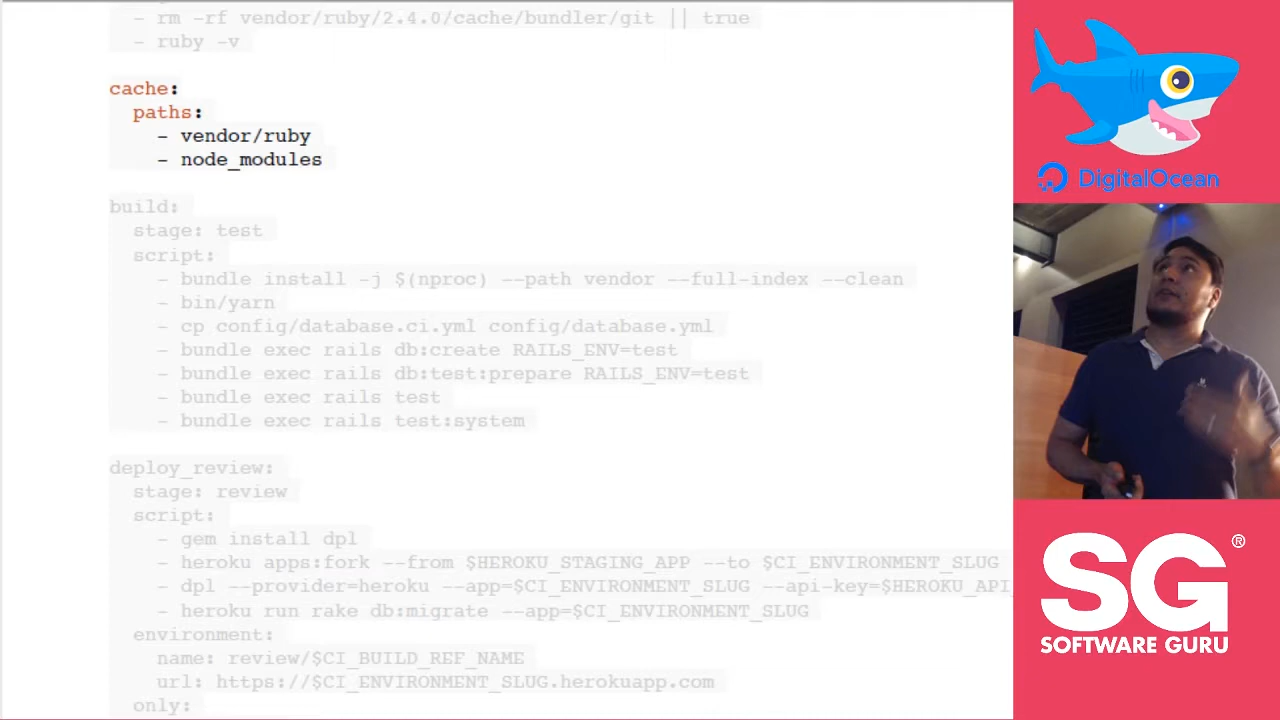 - rm -rf vendor/ruby/2.4.0/cache/bundler/git || true
- ruby -v
cache:
paths:
- vendor/ruby
- node_modules
build:
stage: test
script:
- bundle install -j $(nproc) --path vendor --full-index --clean
- bin/yarn
- cp config/database.ci.yml config/database.yml
- bundle exec rails db:create RAILS_ENV=test
- bundle exec rails db:test:prepare RAILS_ENV=test
- bundle exec rails test
- bundle exec rails test:system
deploy_review:
stage: review
script:
- gem install dpl
- heroku apps:fork --from $HEROKU_STAGING_APP --to $CI_ENVIRONMENT_SLUG
- dpl --provider=heroku --app=$CI_ENVIRONMENT_SLUG --api-key=$HEROKU_API_
- heroku run rake db:migrate --app=$CI_ENVIRONMENT_SLUG
environment:
name: review/$CI_BUILD_REF_NAME
url: https://$CI_ENVIRONMENT_SLUG.herokuapp.com
only:
DigitalOcean
SG®
SOFTWARE GURU